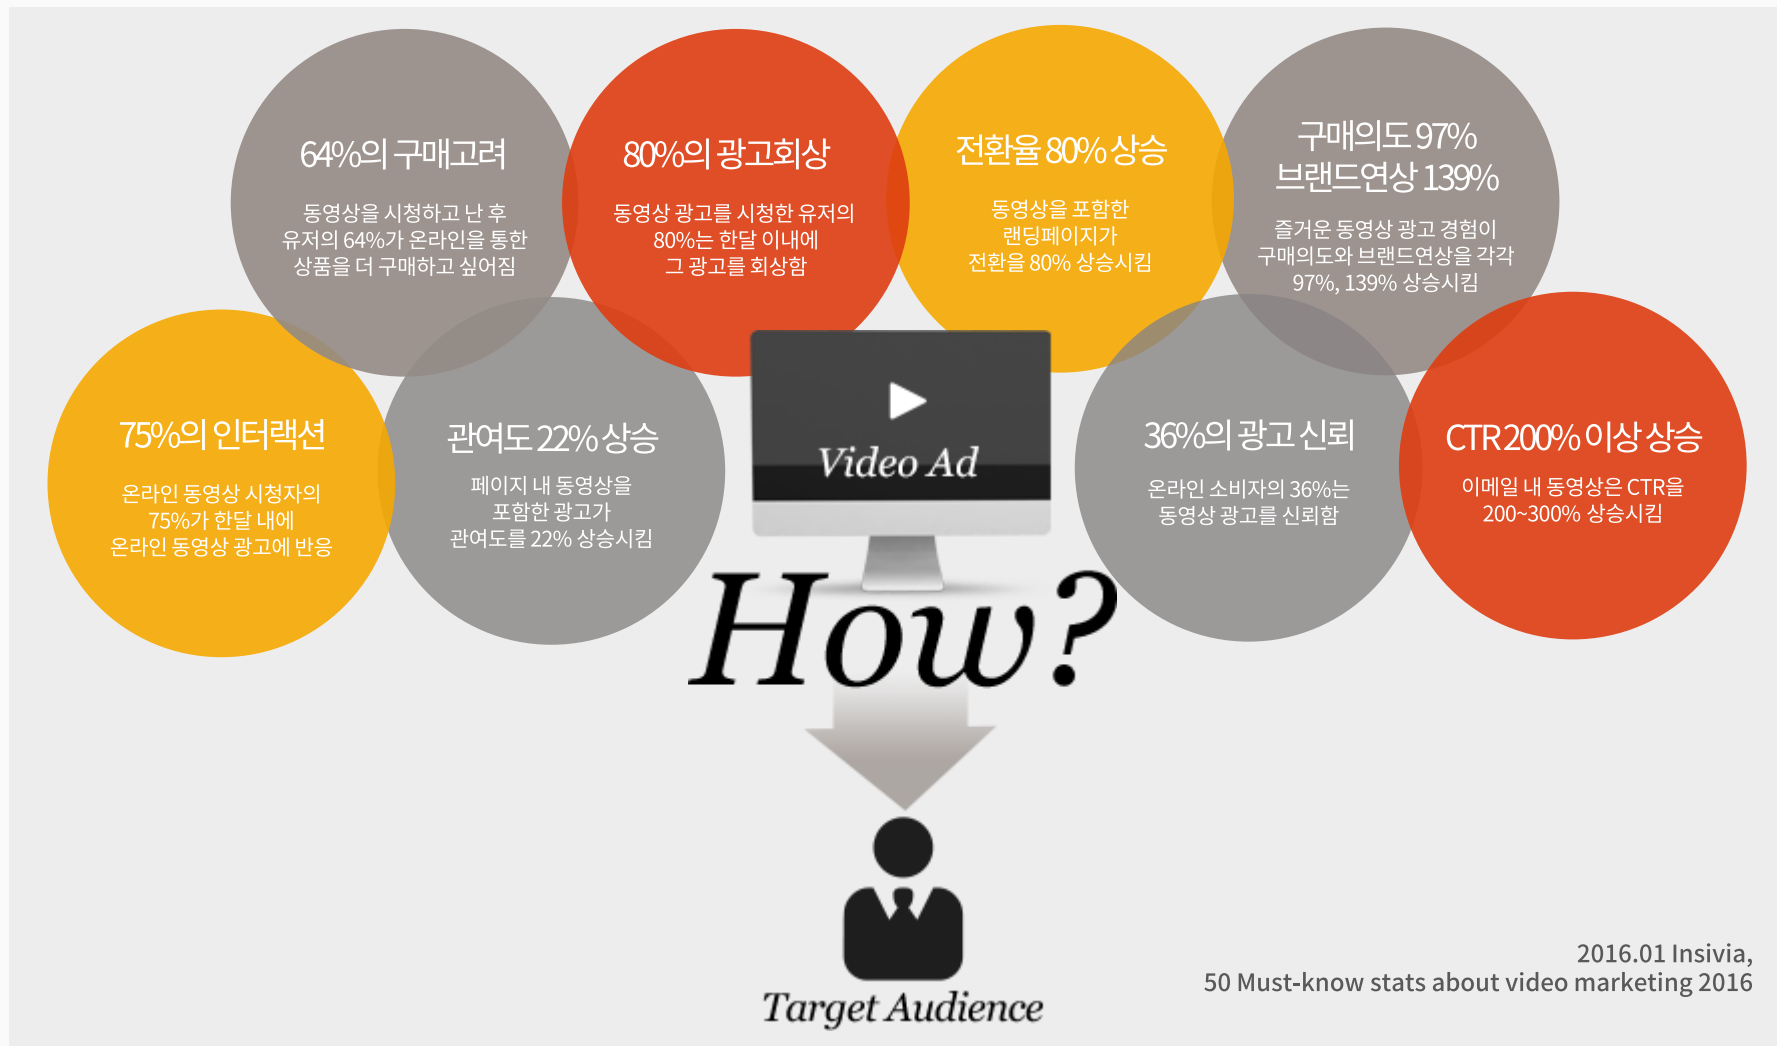 64%의 구매고려
동영상을 시청하고 난 후
유저의 64%가 온라인을 통한
상품을 더 구매하고 싶어짐
80%의 광고회상
동영상 광고를 시청한 유저의
80%는 한달 이내에
그 광고를 회상함
전환율 80% 상승
동영상을 포함한
랜딩페이지가
전환을 80% 상승시킴
구매의도 97%
브랜드연상 139%
즐거운 동영상 광고 경험이
구매의도와 브랜드연상을 각각
97%, 139% 상승시킴
75%의 인터랙션
온라인 동영상 시청자의
75%가 한달 내에
온라인 동영상 광고에 반응
관여도 22% 상승
페이지 내 동영상을
포함한 광고가
관여도를 22% 상승시킴
Video Ad
36%의 광고 신뢰
온라인 소비자의 36%는
동영상 광고를 신뢰함
CTR 200% 이상 상승
이메일 내 동영상은 CTR을
200~300% 상승시킴
How?
Target Audience
2016.01 Insivia,
50 Must-know stats about video marketing 2016